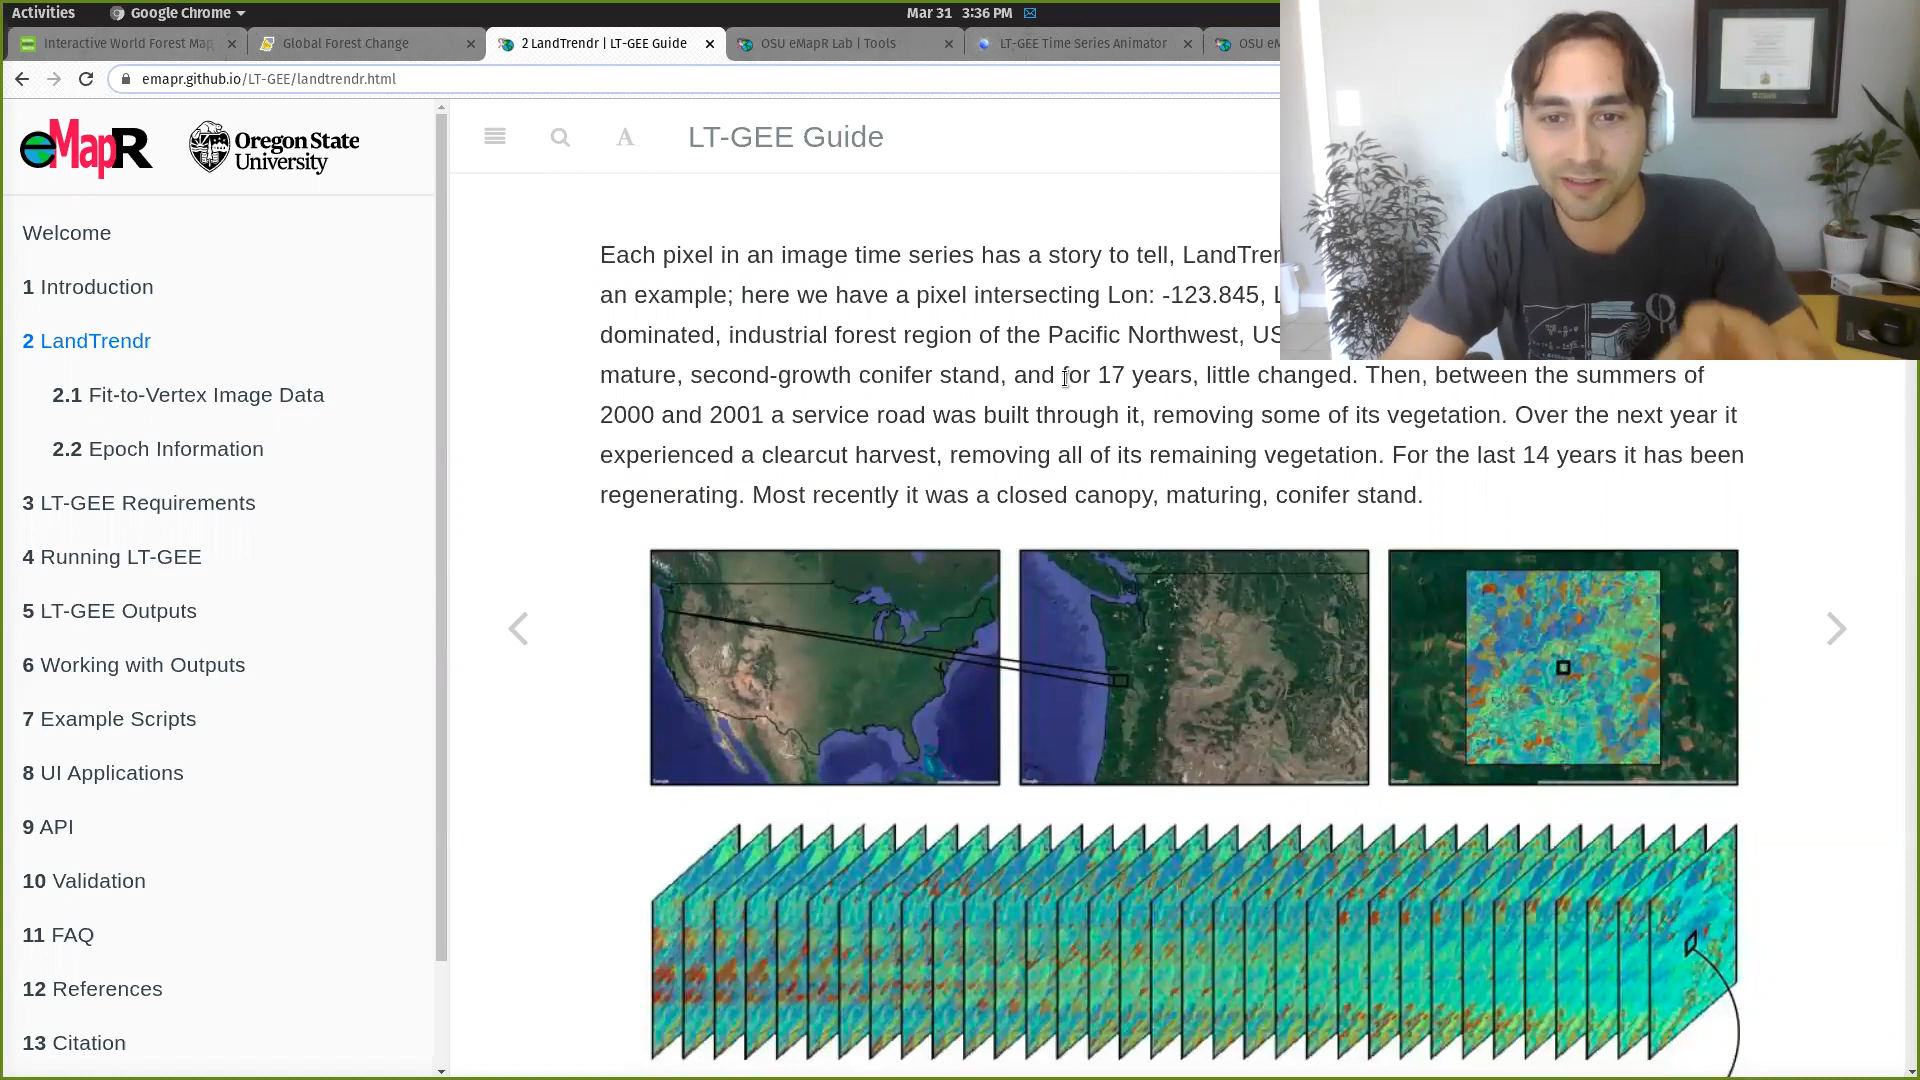 Activities
Google Chrome
Mar 31 3:36 PM
Interactive World Forest Map
Global Forest Change
2 LandTrendr | LT-GEE Guide
OSU eMapR Lab | Tools
LT-GEE Time Series Animator
OSU eM
emapr.github.io/LT-GEE/landtrendr.html
eMapR
Oregon State
University
A
LT-GEE Guide
Welcome
1 Introduction
2 LandTrendr
2.1 Fit-to-Vertex Image Data
2.2 Epoch Information
3 LT-GEE Requirements
4 Running LT-GEE
5 LT-GEE Outputs
6 Working with Outputs
7 Example Scripts
8 UI Applications
9 API
10 Validation
11 FAQ
12 References
13 Citation
Each pixel in an image time series has a story to tell, LandTren
an example; here we have a pixel intersecting Lon: -123.845, L
dominated, industrial forest region of the Pacific Northwest, US
mature, second-growth conifer stand, and for 17 years, little changed. Then, between the summers of
2000 and 2001 a service road was built through it, removing some of its vegetation. Over the next year it
experienced a clearcut harvest, removing all of its remaining vegetation. For the last 14 years it has been
regenerating. Most recently it was a closed canopy, maturing, conifer stand.